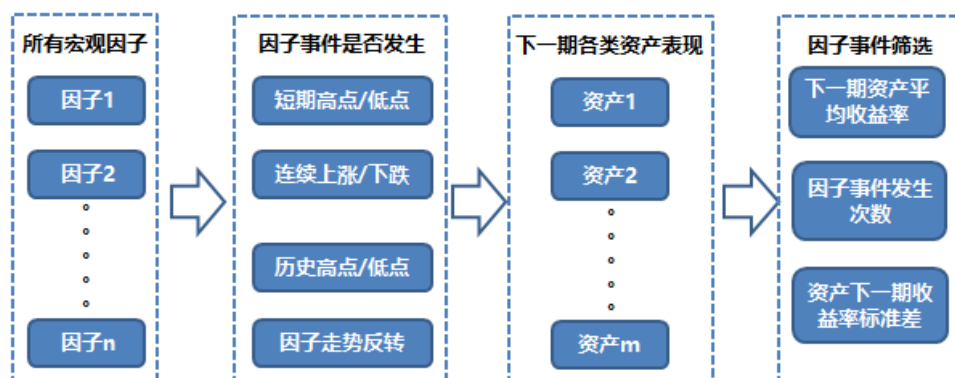 所有宏观因子
因子1
因子2
因子n
因子事件是否发生
短期高点/低点
连续上涨/下跌
历史高点/低点
因子走势反转
下一期各类资产表现
资产1
资产2
资产m
因子事件筛选
下一期资产平
均收益率
因子事件发生
次数
资产下一期收
益率标准差